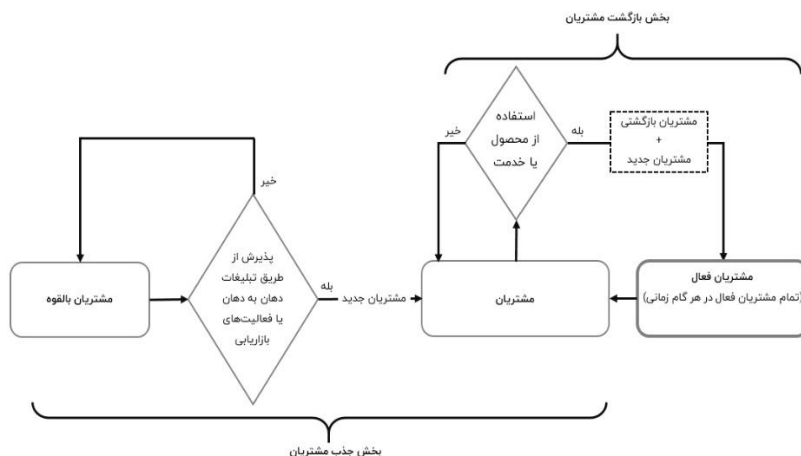 بخش بازگشت مشتریان
استفاده
از محصول
یا خدمت
خیر
بله
مشتریان بازگشتی
+
مشتریان جدید
خیر
پذیرش از
طریق تبلیغات
دهان به دهان
یا فعالیت‌های
بازاریابی
مشتریان بالقوه
بله
مشتریان جدید
مشتریان
مشتریان فعال
(تمام مشتریان فعال در هر گام زمانی)
بخش جذب مشتریان